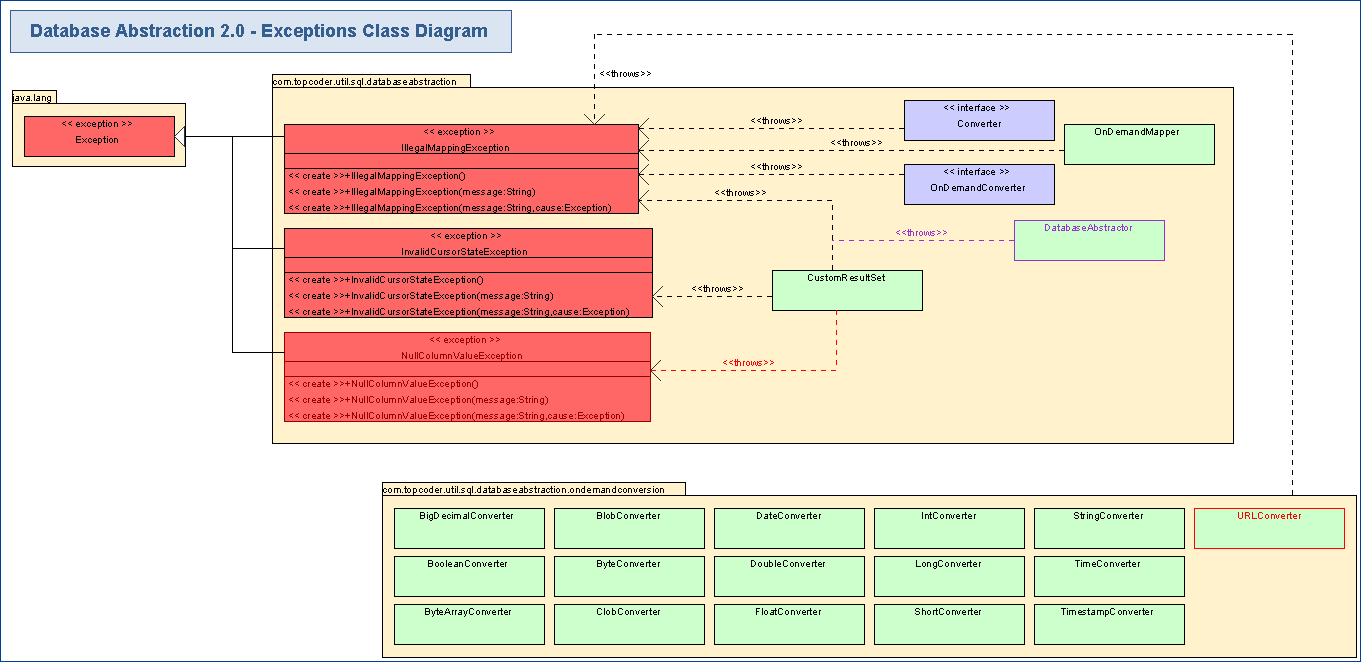 Database Abstraction 2.0 - Exceptions Class Diagram
<<throws>>
com.topcoder.util.sql.databaseabstraction
java.lang
<< exception >>
Exception
<< exception >>
IllegalMappingException
<< create >>+IllegalMappingException()
<< create >>+IllegalMappingException(message:String)
<< create >>+IllegalMappingException(message:String,cause:Exception)
<<throws>>
<< interface >>
Converter
<<throws>>
OnDemandMapper
<<throws>>
<< interface >>
OnDemandConverter
<<throws>>
<<throws>>
DatabaseAbstractor
<< exception >>
InvalidCursorStateException
<< create >>+InvalidCursorStateException()
<< create >>+InvalidCursorStateException(message:String)
<< create >>+InvalidCursorStateException(message:String,cause:Exception)
<<throws>>
CustomResultSet
<< exception >>
NullColumnValueException
<< create >>+NullColumnValueException()
<< create >>+NullColumnValueException(message:String)
<< create >>+NullColumnValueException(message:String,cause:Exception)
<<throws>>
com.topcoder.util.sql.databaseabstraction.ondemandconversion
BigDecimalConverter
BlobConverter
DateConverter
IntConverter
StringConverter
URLConverter
BooleanConverter
ByteConverter
DoubleConverter
LongConverter
TimeConverter
ByteArrayConverter
ClobConverter
FloatConverter
ShortConverter
TimestampConverter